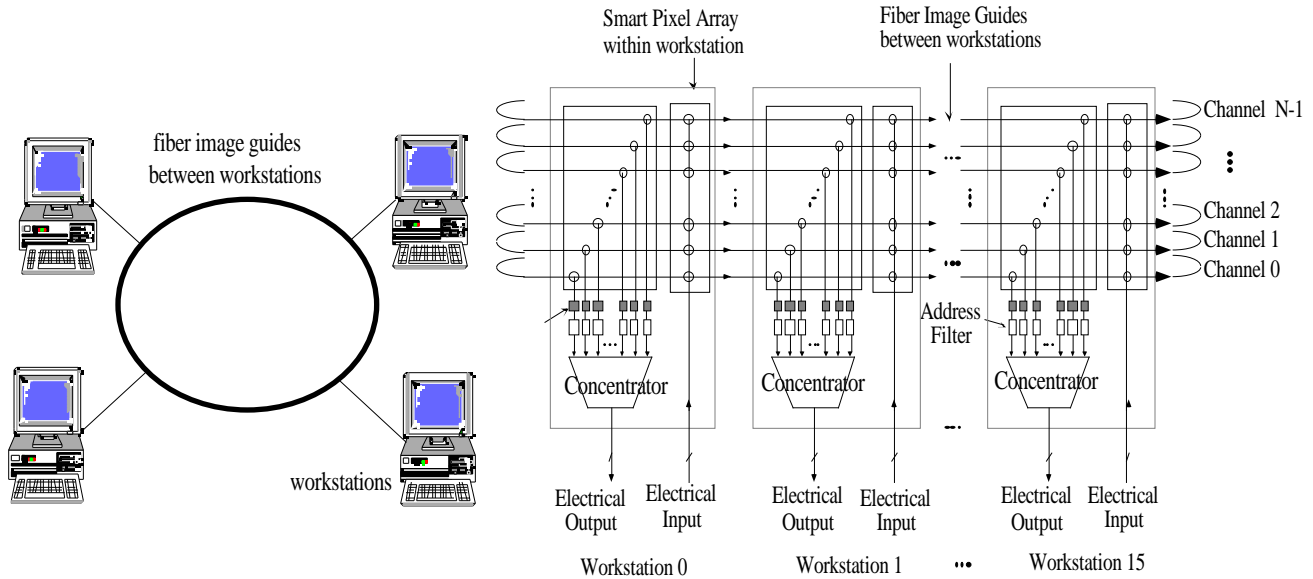 fiber image guides
between workstations
workstations
Smart Pixel Array
within workstation
Fiber Image Guides
between workstations
Channel N-1
Channel 2
Channel 1
Channel 0
Address
Filter
Concentrator
Concentrator
Concentrator
Electrical
Output
Electrical
Input
Electrical
Output
Electrical
Input
Electrical
Output
Electrical
Input
Workstation 0
Workstation 1
Workstation 15